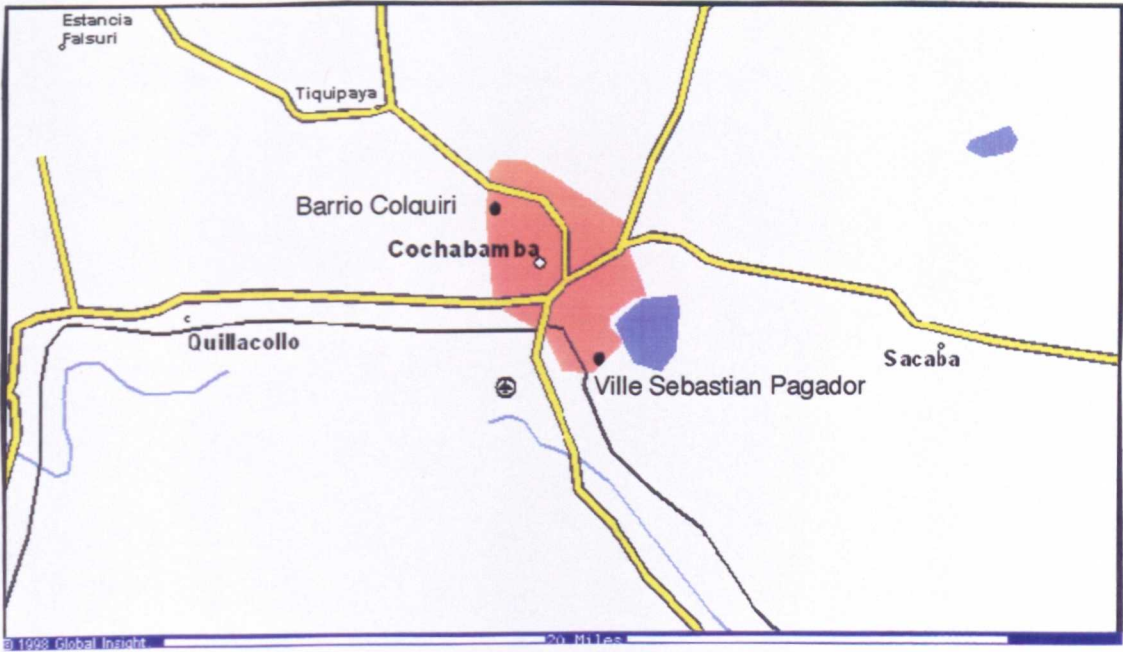 Estancia
Falsuri
Tiquipaya
Barrio Colquiri
Cochabamba
Quillacollo
Sacaba
Ville Sebastian Pagador
© 1998 Global Insight.
20 Miles